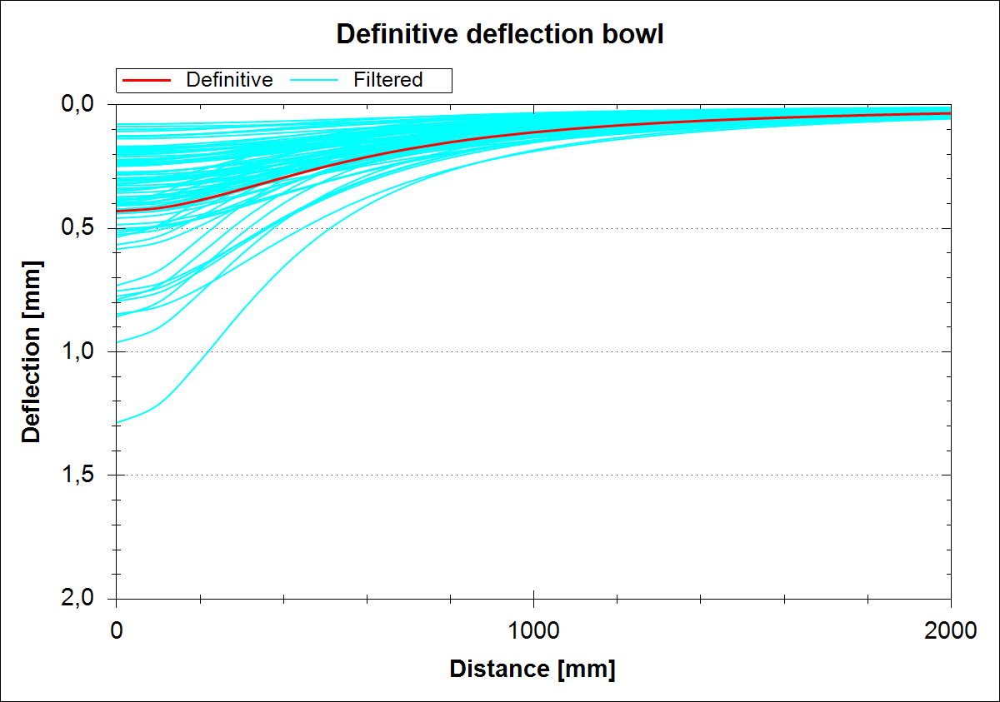 Definitive deflection bowl
Definitive Filtered
0,0
0,5
1,0
1,5
2,0
Deflection [mm]
0 1000 2000
Distance [mm]